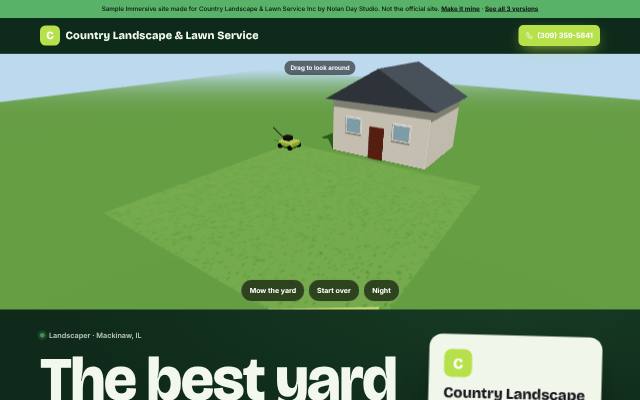 Sample Immersive site made for Country Landscape & Lawn Service Inc by Nolan Day Studio. Not the official site. Make it mine · See all 3 versions
C Country Landscape & Lawn Service
(309) 359-5841
Drag to look around
Mow the yard Start over Night
Landscaper · Mackinaw, IL
The best yard
C
Country Landscape